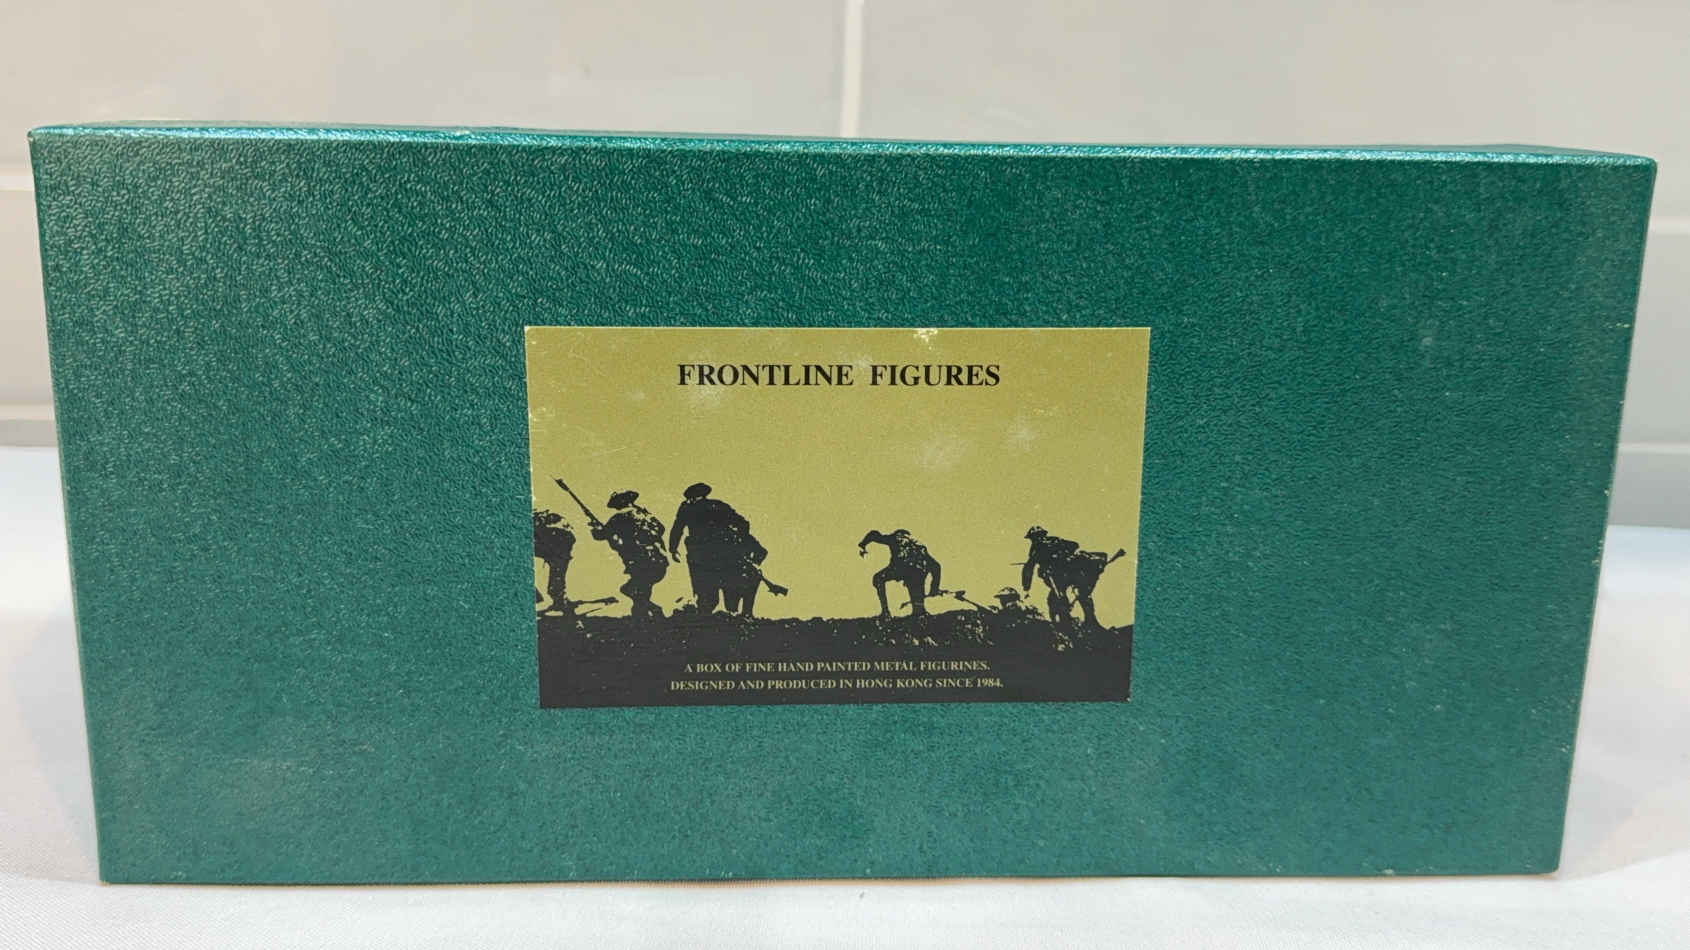 FRONTLINE FIGURES
A BOX OF FINE HAND PAINTED METAL FIGURINES.
DESIGNED AND PRODUCED IN HONG KONG SINCE 1984.